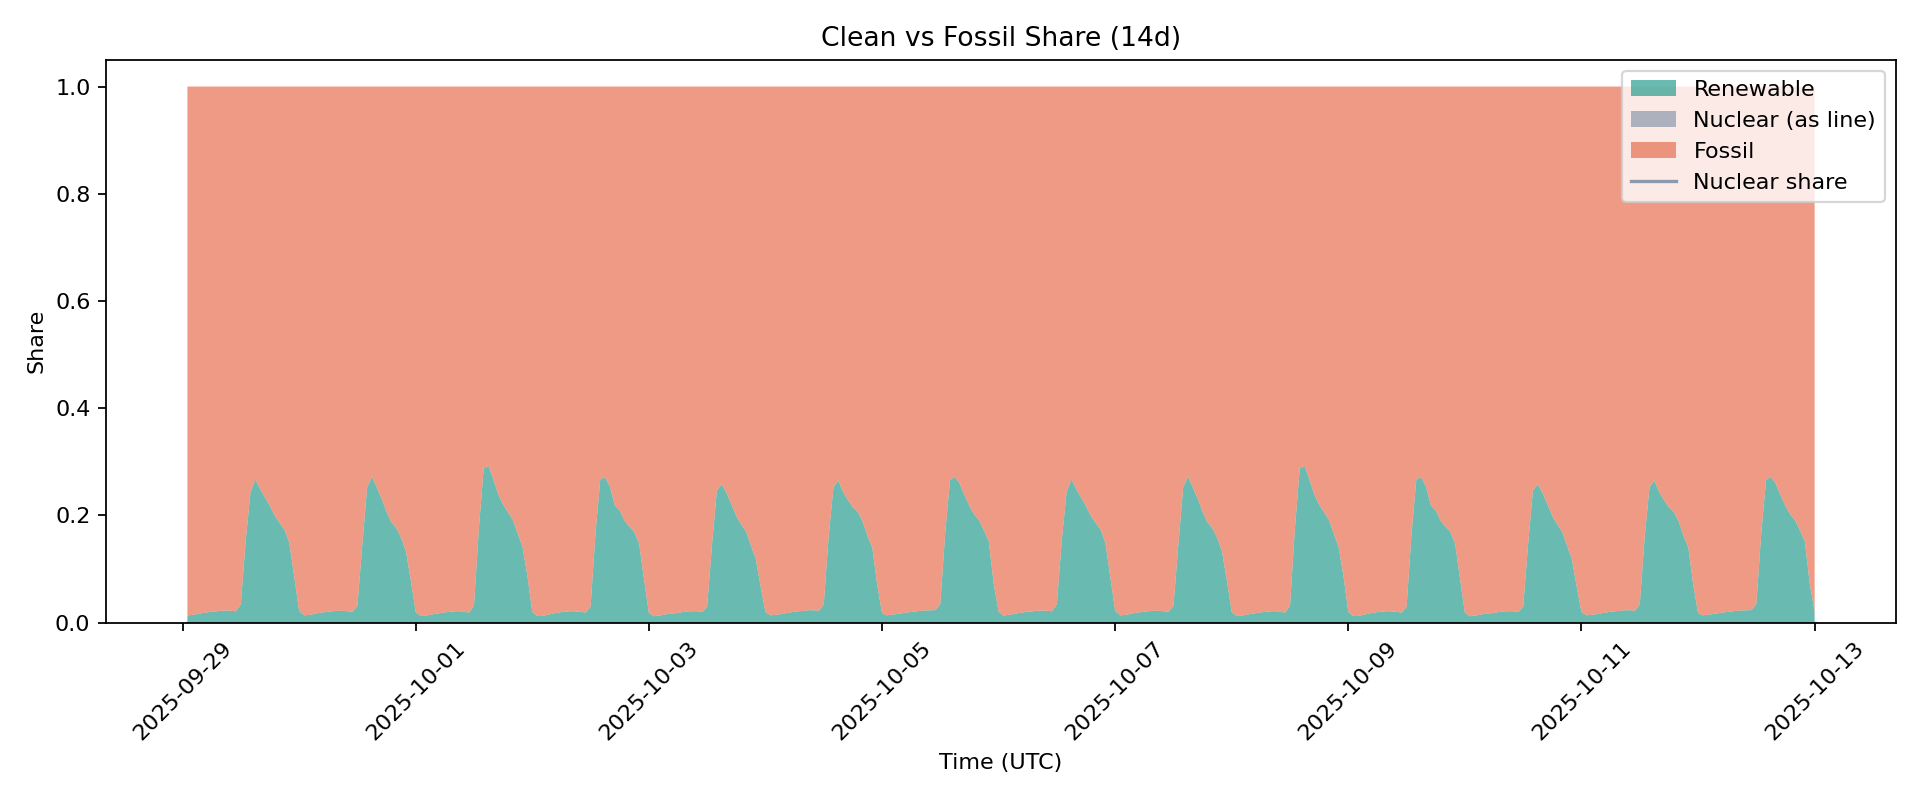 Clean vs Fossil Share (14d)
Renewable
Nuclear (as line)
Fossil
Nuclear share
Share
1.0
0.8
0.6
0.4
0.2
0.0
2025-09-29
2025-10-01
2025-10-03
2025-10-05
2025-10-07
2025-10-09
2025-10-11
2025-10-13
Time (UTC)